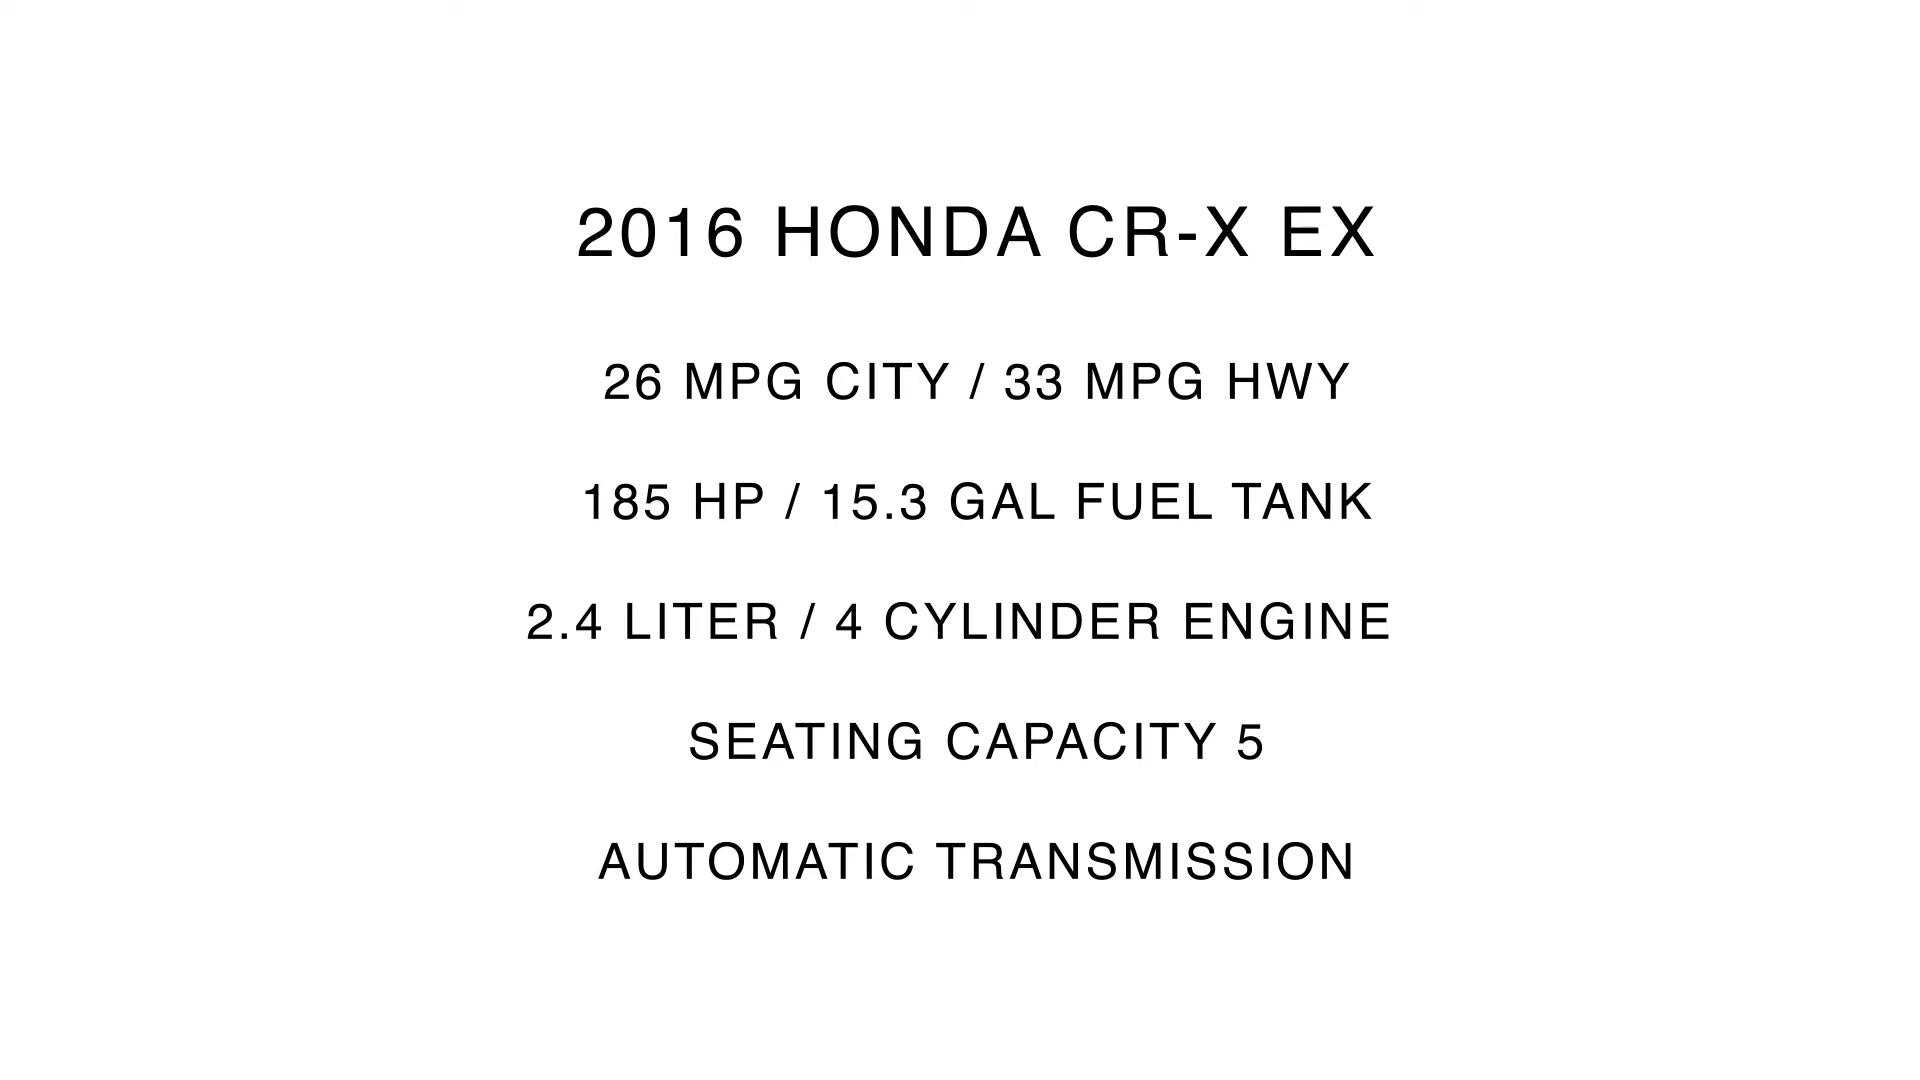 2016 HONDA CR-X EX
26 MPG CITY / 33 MPG HWY
185 HP / 15.3 GAL FUEL TANK
2.4 LITER / 4 CYLINDER ENGINE
SEATING CAPACITY 5
AUTOMATIC TRANSMISSION